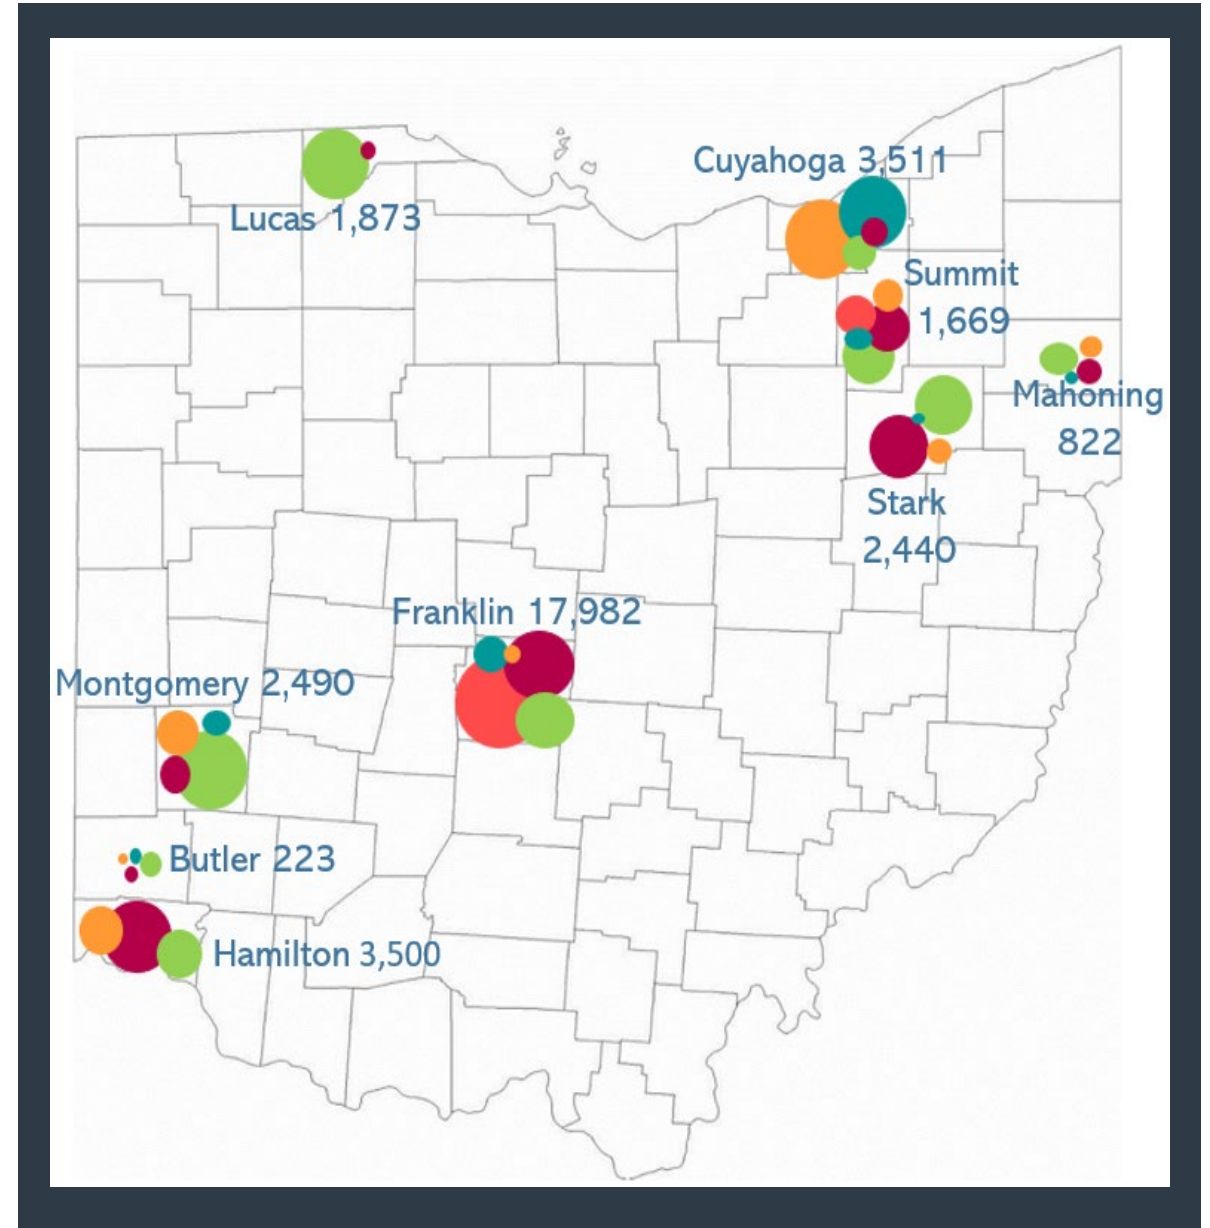 Cuyahoga 3,511
Lucas 1,873
Summit
1,669
Mahoning
822
Stark
2,440
Franklin 17,982
Montgomery 2,490
Butler 223
Hamilton 3,500